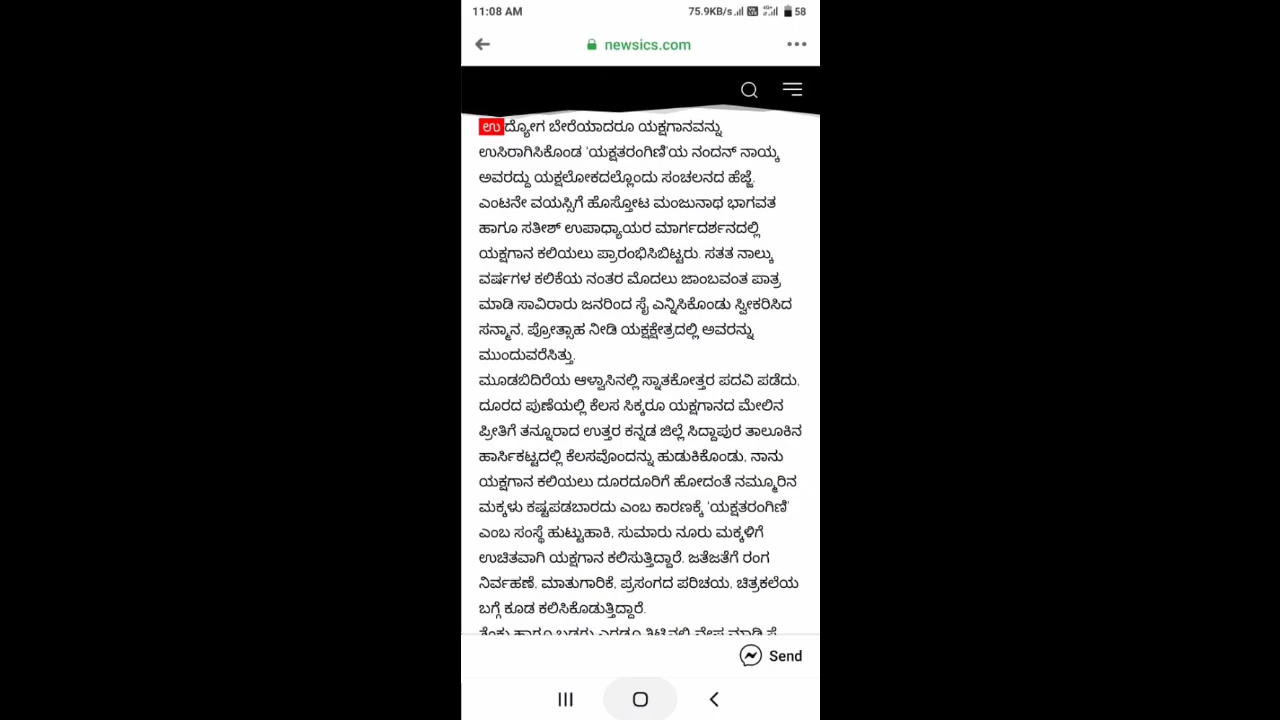 11:08 AM 75.9KB/s 58
newsics.com
ಉದ್ಯೋಗ ಬೇರೆಯಾದರೂ ಯಕ್ಷಗಾನವನ್ನು
ಉಸಿರಾಗಿಸಿಕೊಂಡ 'ಯಕ್ಷತರಂಗಿಣಿ'ಯ ನಂದನ್ ನಾಯ್ಕ
ಅವರದ್ದು ಯಕ್ಷಲೋಕದಲ್ಲೊಂದು ಸಂಚಲನದ ಹೆಜ್ಜೆ.
ಎಂಟನೇ ವಯಸ್ಸಿಗೆ ಹೊಸ್ತೋಟ ಮಂಜುನಾಥ ಭಾಗವತ
ಹಾಗೂ ಸತೀಶ್ ಉಪಾಧ್ಯಾಯರ ಮಾರ್ಗದರ್ಶನದಲ್ಲಿ
ಯಕ್ಷಗಾನ ಕಲಿಯಲು ಪ್ರಾರಂಭಿಸಿಬಿಟ್ಟರು. ಸತತ ನಾಲ್ಕು
ವರ್ಷಗಳ ಕಲಿಕೆಯ ನಂತರ ಮೊದಲು ಜಾಂಬವಂತ ಪಾತ್ರ
ಮಾಡಿ ಸಾವಿರಾರು ಜನರಿಂದ ಸೈ ಎನ್ನಿಸಿಕೊಂಡು ಸ್ವೀಕರಿಸಿದ
ಸನ್ಮಾನ, ಪ್ರೋತ್ಸಾಹ ನೀಡಿ ಯಕ್ಷಕ್ಷೇತ್ರದಲ್ಲಿ ಅವರನ್ನು
ಮುಂದುವರೆಸಿತ್ತು.
ಮೂಡಬಿದಿರೆಯ ಆಳ್ವಾಸಿನಲ್ಲಿ ಸ್ನಾತಕೋತ್ತರ ಪದವಿ ಪಡೆದು,
ದೂರದ ಪುಣೆಯಲ್ಲಿ ಕೆಲಸ ಸಿಕ್ಕರೂ ಯಕ್ಷಗಾನದ ಮೇಲಿನ
ಪ್ರೀತಿಗೆ ತನ್ನೂರಾದ ಉತ್ತರ ಕನ್ನಡ ಜಿಲ್ಲೆ ಸಿದ್ದಾಪುರ ತಾಲೂಕಿನ
ಹಾರ್ಸಿಕಟ್ಟದಲ್ಲಿ ಕೆಲಸವೊಂದನ್ನು ಹುಡುಕಿಕೊಂಡು, ನಾನು
ಯಕ್ಷಗಾನ ಕಲಿಯಲು ದೂರದೂರಿಗೆ ಹೋದಂತೆ ನಮ್ಮೂರಿನ
ಮಕ್ಕಳು ಕಷ್ಟಪಡಬಾರದು ಎಂಬ ಕಾರಣಕ್ಕೆ 'ಯಕ್ಷತರಂಗಿಣಿ'
ಎಂಬ ಸಂಸ್ಥೆ ಹುಟ್ಟುಹಾಕಿ, ಸುಮಾರು ನೂರು ಮಕ್ಕಳಿಗೆ
ಉಚಿತವಾಗಿ ಯಕ್ಷಗಾನ ಕಲಿಸುತ್ತಿದ್ದಾರೆ. ಜತೆಜತೆಗೆ ರಂಗ
ನಿರ್ವಹಣೆ, ಮಾತುಗಾರಿಕೆ, ಪ್ರಸಂಗದ ಪರಿಚಯ, ಚಿತ್ರಕಲೆಯ
ಬಗ್ಗೆ ಕೂಡ ಕಲಿಸಿಕೊಡುತ್ತಿದ್ದಾರೆ.
Send